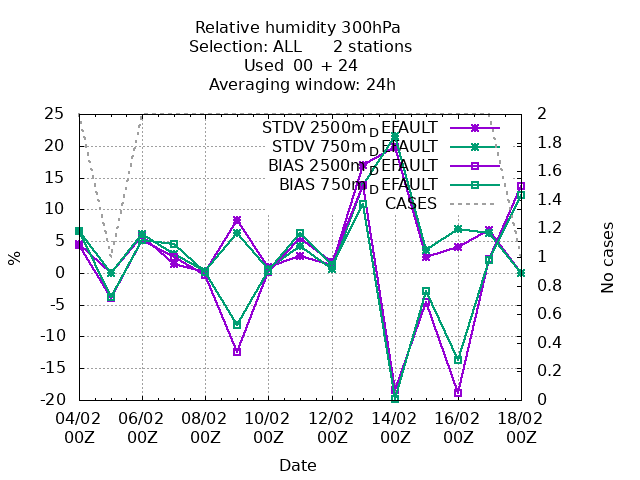 Relative humidity 300hPa
Selection: ALL 2 stations
Used 00 + 24
Averaging window: 24h
25
20
15
10
5
0
-5
-10
-15
-20
%
2
1.8
1.6
1.4
1.2
1
0.8
0.6
0.4
0.2
0
No cases
STDV 2500m_DEFAULT
STDV 750m_DEFAULT
BIAS 2500m_DEFAULT
BIAS 750m_DEFAULT
CASES
04/02 06/02 08/02 10/02 12/02 14/02 16/02 18/02
00Z 00Z 00Z 00Z 00Z 00Z 00Z 00Z
Date